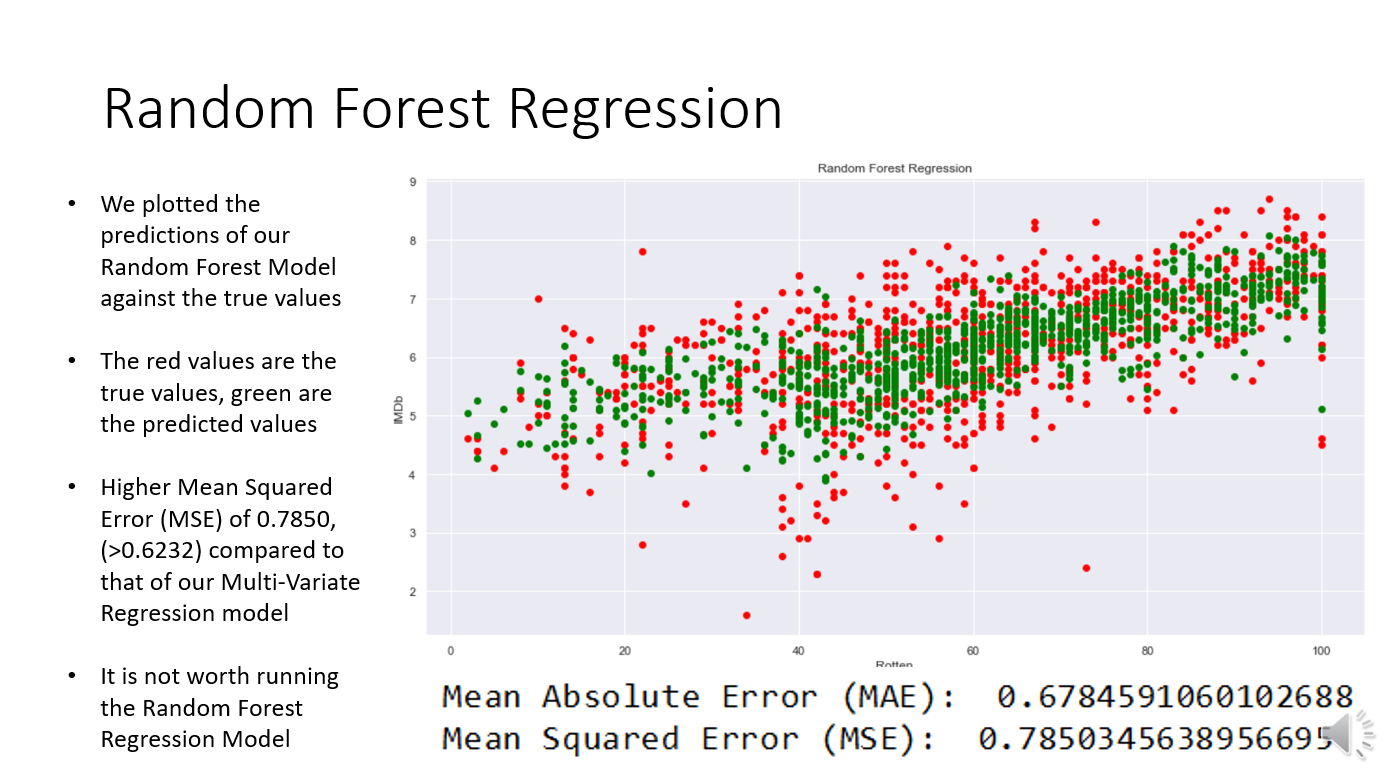 Random Forest Regression
• We plotted the
predictions of our
Random Forest Model
against the true values
• The red values are the
true values, green are
the predicted values
• Higher Mean Squared
Error (MSE) of 0.7850,
(>0.6232) compared to
that of our Multi-Variate
Regression model
• It is not worth running
the Random Forest
Regression Model
Random Forest Regression
9
8
7
6
5
4
3
2
IMDb
0 20 40 60 80 100
Rotten
Mean Absolute Error (MAE): 0.6784591060102688
Mean Squared Error (MSE): 0.7850345638956695